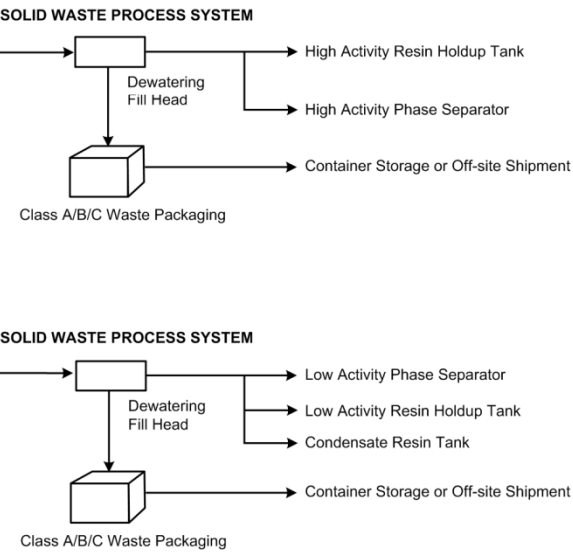 SOLID WASTE PROCESS SYSTEM
High Activity Resin Holdup Tank
Dewatering
Fill Head
High Activity Phase Separator
Container Storage or Off-site Shipment
Class A/B/C Waste Packaging
SOLID WASTE PROCESS SYSTEM
Low Activity Phase Separator
Dewatering
Fill Head
Low Activity Resin Holdup Tank
Condensate Resin Tank
Container Storage or Off-site Shipment
Class A/B/C Waste Packaging